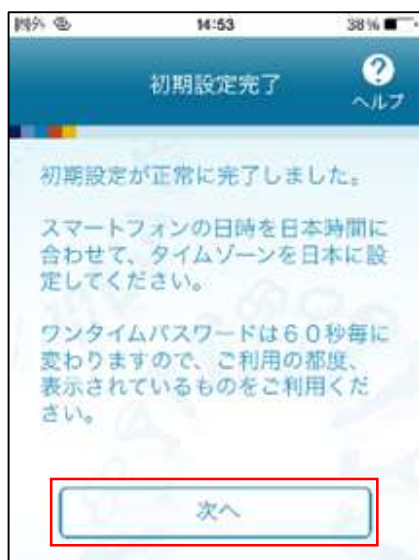 圏外 14:53 38%
初期設定完了
ヘルプ
初期設定が正常に完了しました。
スマートフォンの日時を日本時間に
合わせて、タイムゾーンを日本に設
定してください。
ワンタイムパスワードは60秒毎に
変わりますので、ご利用の都度、
表示されているものをご利用くだ
さい。
次へ